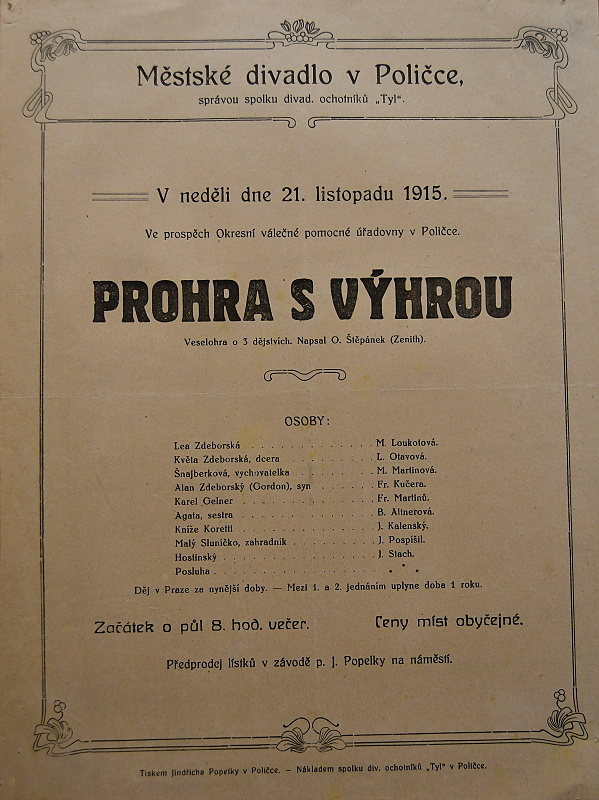 Městské divadlo v Poličce,
správou spolku divad. ochotníků „Tyl“.
V neděli dne 21. listopadu 1915.
Ve prospěch Okresní válečné pomocné úřadovny v Poličce.
PROHRA S VÝHROU
Veselohra o 3 dějstvích. Napsal O. Štěpánek (Zenith).
OSOBY:
Lea Zdeborská . . . . . . . . . . . . M. Loukotová.
Květa Zdeborská, dcera . . . . . . . . . L. Otavová.
Šnajberková, vychovatelka . . . . . . . . M. Martinová.
Alan Zdeborský (Gordon), syn . . . . . . Fr. Kučera.
Karel Gelner . . . . . . . . . . . . . Fr. Martinů.
Agata, sestra . . . . . . . . . . . . . B. Altnerová.
Kníže Koretti . . . . . . . . . . . . . J. Kalenský.
Malý Sluníčko, zahradník . . . . . . . . J. Pospíšil.
Hostinský . . . . . . . . . . . . . . J. Stach.
Posluha . . . . . . . . . . . . . . * * *
Děj v Praze za nynější doby. — Mezi 1. a 2. jednáním uplyne doba 1 roku.
Začátek o půl 8. hod. večer. Ceny míst obyčejné.
Předprodej lístků v závodě p. J. Popelky na náměstí.
Tiskem Jindřicha Popelky v Poličce. — Nákladem spolku div. ochotníků „Tyl“ v Poličce.